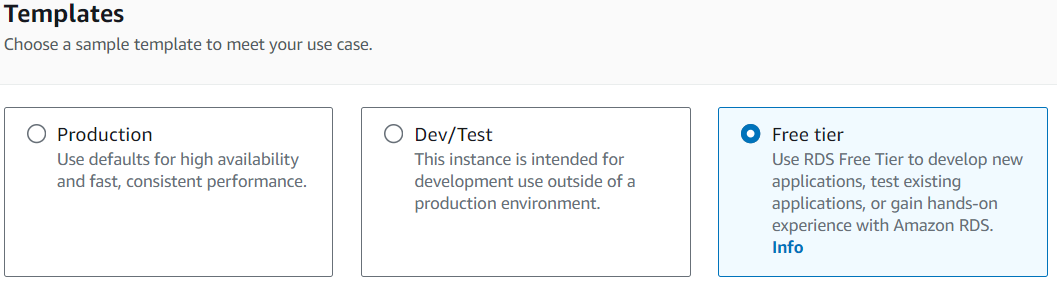 Templates
Choose a sample template to meet your use case.
Production
Use defaults for high availability
and fast, consistent performance.
Dev/Test
This instance is intended for
development use outside of a
production environment.
Free tier
Use RDS Free Tier to develop new
applications, test existing
applications, or gain hands-on
experience with Amazon RDS.
Info